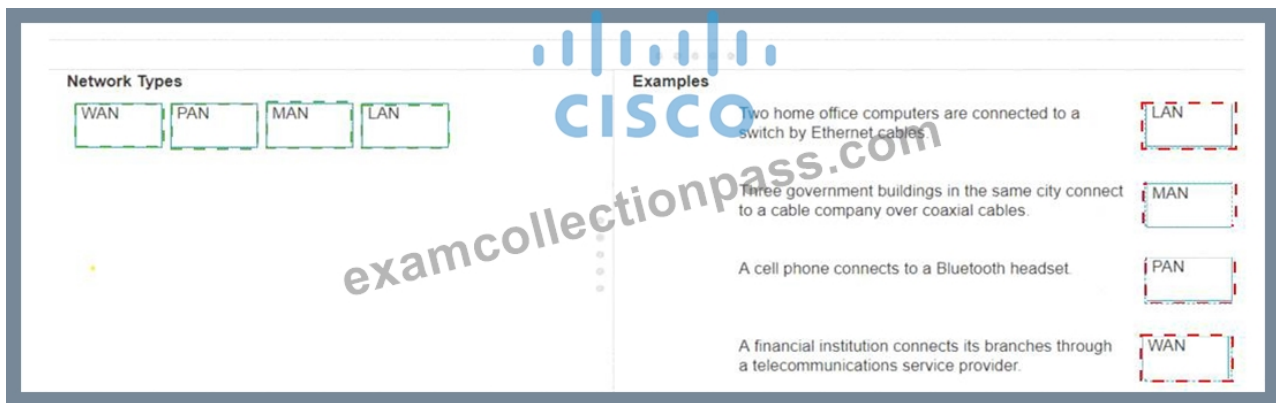 CISCO
Network Types
WAN
PAN
MAN
LAN
Examples
Two home office computers are connected to a
switch by Ethernet cables.
LAN
Three government buildings in the same city connect
to a cable company over coaxial cables.
MAN
A cell phone connects to a Bluetooth headset.
PAN
A financial institution connects its branches through
a telecommunications service provider.
WAN
examcollectionpass.com